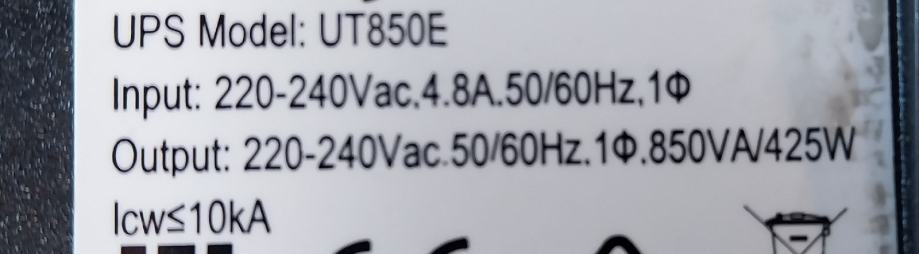 UPS Model: UT850E
Input: 220-240Vac,4.8A.50/60Hz,1Φ
Output: 220-240Vac.50/60Hz.1Φ.850VA/425W
Icw≤10kA